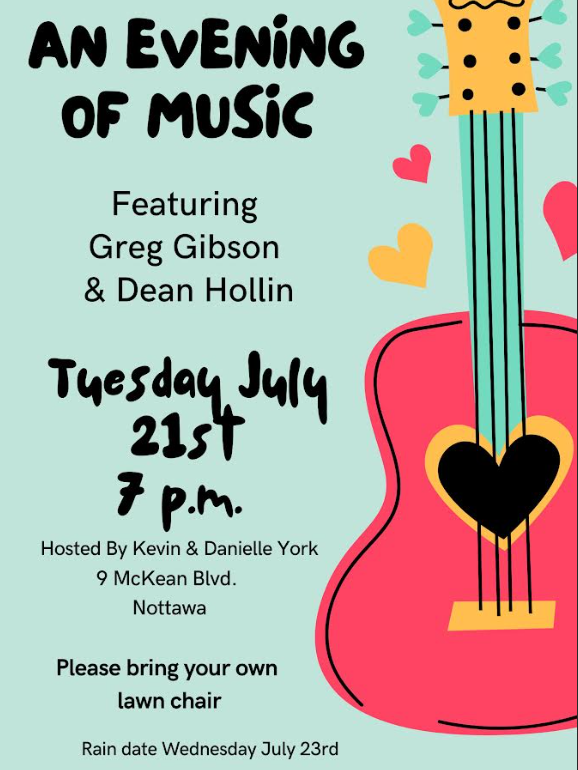 AN EVENING
OF MUSIC
Featuring
Greg Gibson
& Dean Hollin
Tuesday July
21st
7 p.m.
Hosted By Kevin & Danielle York
9 McKean Blvd.
Nottawa
Please bring your own
lawn chair
Rain date Wednesday July 23rd